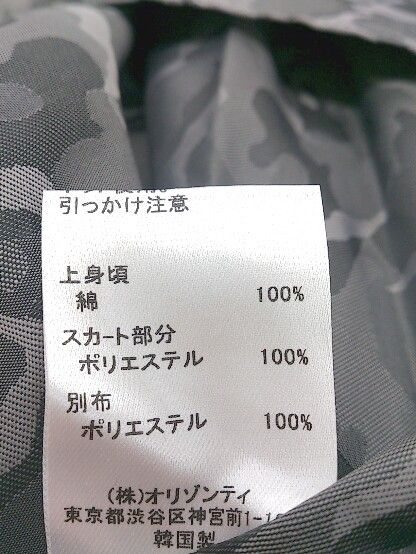 引っかけ注意
上身頃
綿 100%
スカート部分
ポリエステル 100%
別布
ポリエステル 100%
(株)オリゾンティ
東京都渋谷区神宮前1-1
韓国製